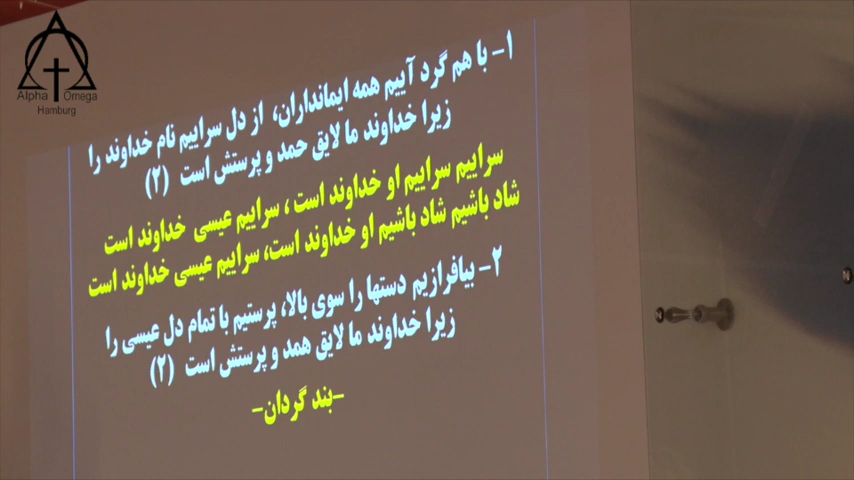 Alpha Omega
Hamburg
۱- با هم گرد آییم همه ایمانداران، از دل سراییم نام خداوند را
زیرا خداوند ما لایق حمد و پرستش است (۲)
سراییم سراییم او خداوند است ، سراییم عیسی خداوند است
شاد باشیم شاد باشیم او خداوند است، سراییم عیسی خداوند است
۲- بیافرازیم دستها را سوی بالا، پرستیم با تمام دل عیسی را
زیرا خداوند ما لایق همد و پرستش است (۲)
-بند گردان-